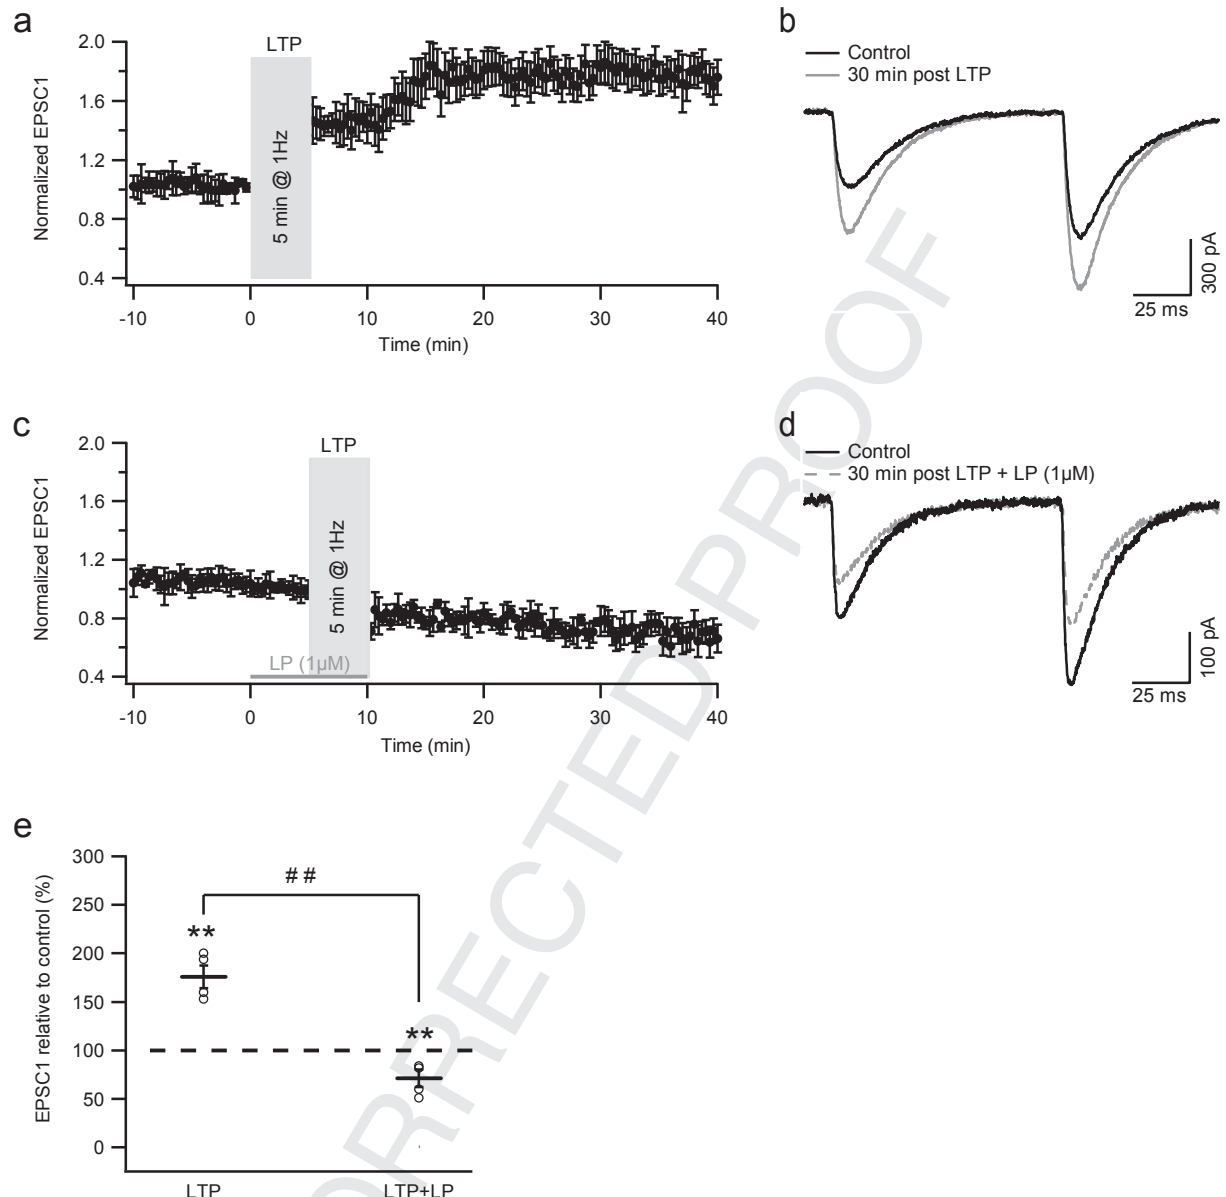 a
2.0
1.6
1.2
0.8
0.4
Normalized EPSC1
LTP
5 min @ 1Hz
-10 0 10 20 30 40
Time (min)
b
Control
30 min post LTP
300 pA
25 ms
c
2.0
1.6
1.2
0.8
0.4
Normalized EPSC1
LTP
5 min @ 1Hz
LP (1µM)
-10 0 10 20 30 40
Time (min)
d
Control
30 min post LTP + LP (1µM)
100 pA
25 ms
e
300
250
200
150
100
50
0
EPSC1 relative to control (%)
##
**
**
LTP LTP+LP
ORRECTED PROOF